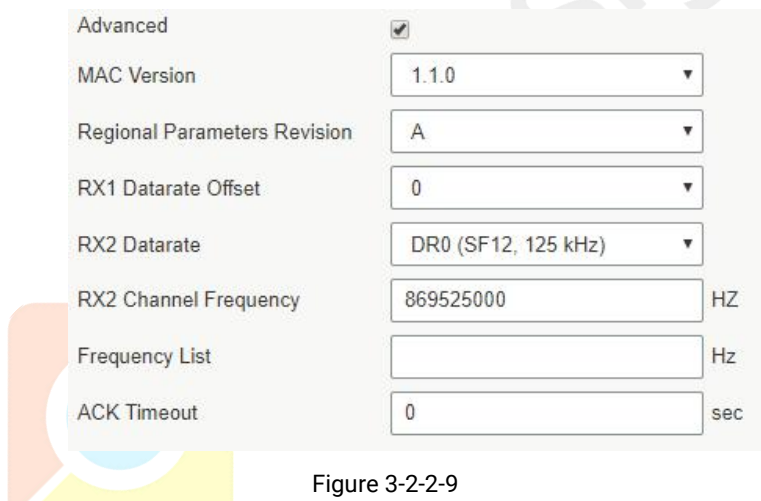 Advanced
MAC Version 1.1.0
Regional Parameters Revision A
RX1 Datarate Offset 0
RX2 Datarate DR0 (SF12, 125 kHz)
RX2 Channel Frequency 869525000 HZ
Frequency List Hz
ACK Timeout 0 sec
Figure 3-2-2-9